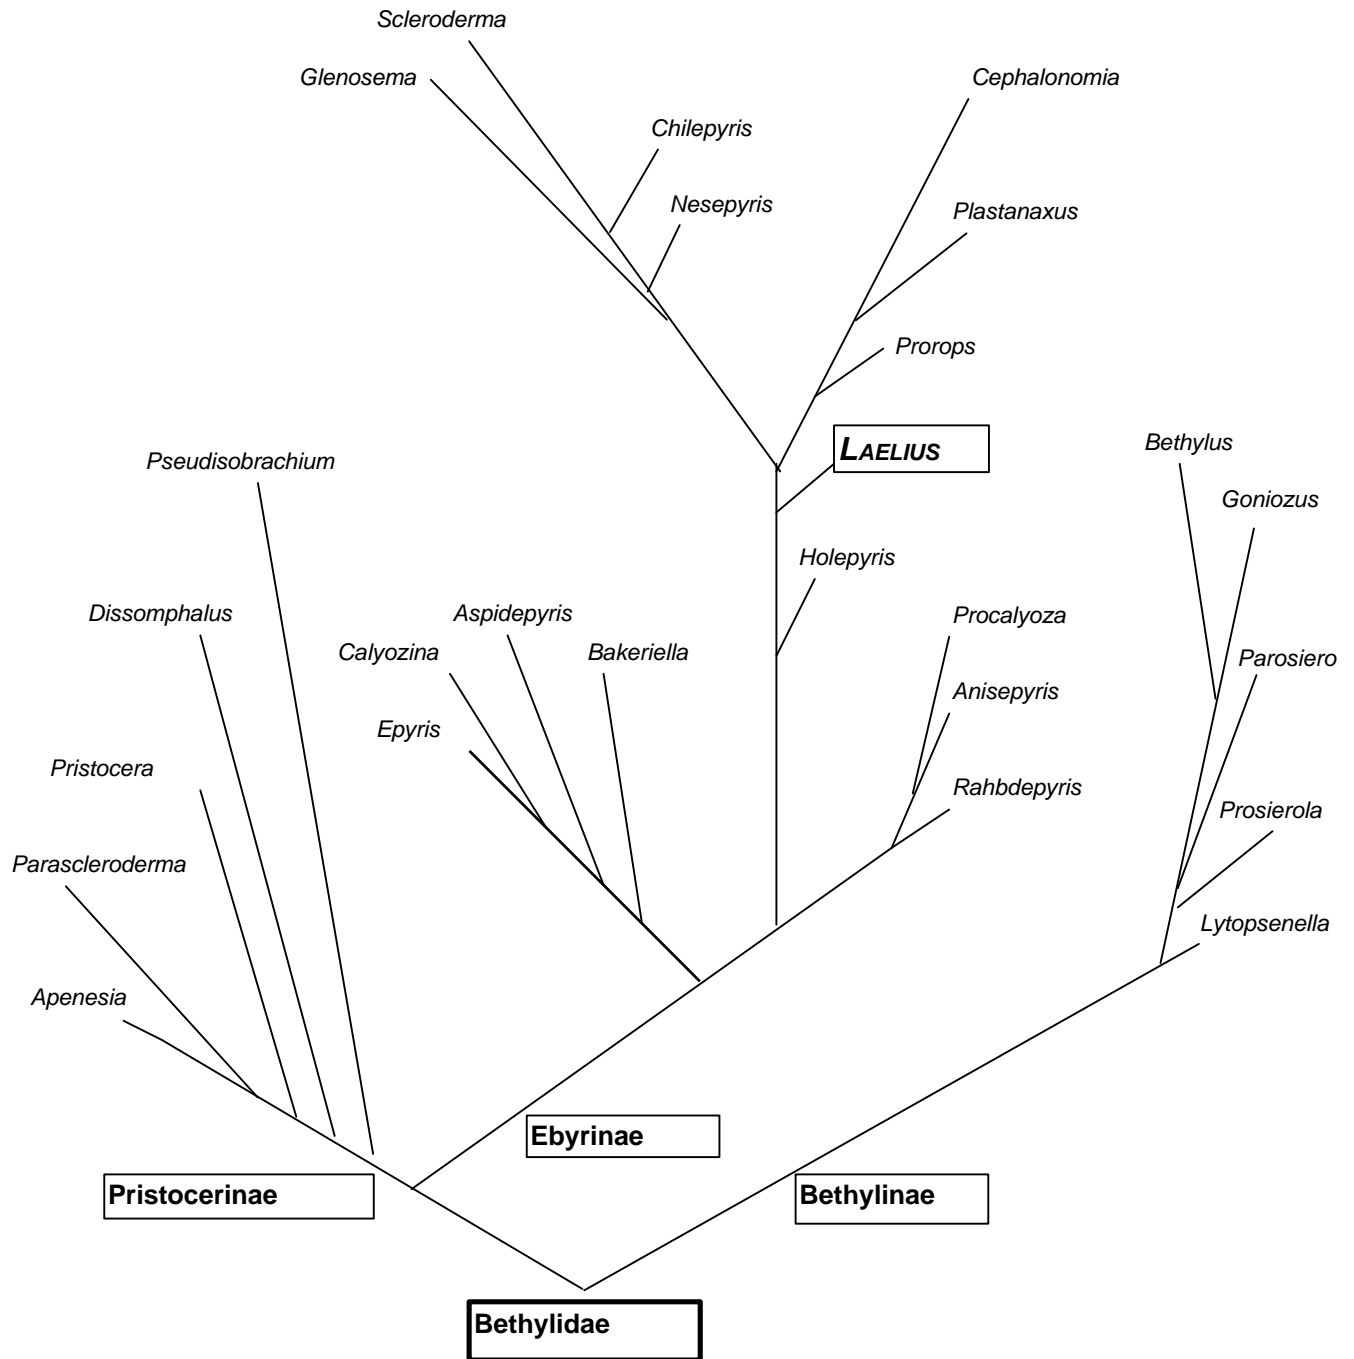 Scleroderma
Glenosema
Cephalonomia
Chilepyris
Nesepyris
Plastanaxus
Prorops
LAELIUS
Bethylus
Pseudisobrachium
Goniozus
Holepyris
Dissomphalus
Aspidepyris
Procalyoza
Calyozina
Bakeriella
Parosiero
Anisepyris
Epyris
Pristocera
Rahbdepyris
Prosierola
Parascleroderma
Lytopsenella
Apenesia
Ebyrinae
Pristocerinae
Bethylinae
Bethylidae